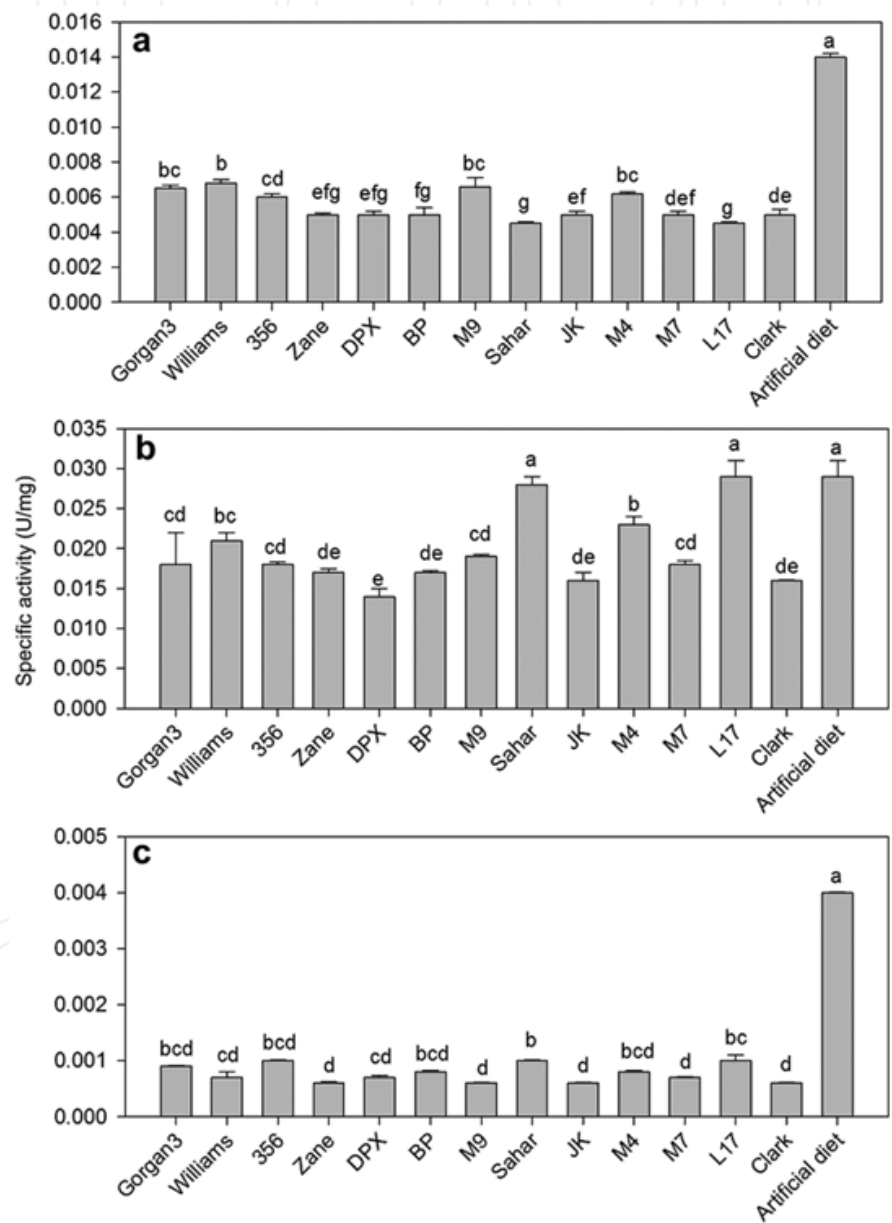 a
0.016
0.014
0.012
0.010
0.008
0.006
0.004
0.002
0.000
bc b cd efg efg fg bc g ef bc def g de a
Gorgan3 Williams 356 Zane DPX BP M9 Sahar JK M4 M7 L17 Clark Artificial diet
Specific activity (U/mg)
b
0.035
0.030
0.025
0.020
0.015
0.010
0.005
0.000
cd bc cd de e de cd a de b cd a de a
Gorgan3 Williams 356 Zane DPX BP M9 Sahar JK M4 M7 L17 Clark Artificial diet
c
0.005
0.004
0.003
0.002
0.001
0.000
bcd cd bcd d cd bcd d b d bcd d bc d a
Gorgan3 Williams 356 Zane DPX BP M9 Sahar JK M4 M7 L17 Clark Artificial diet